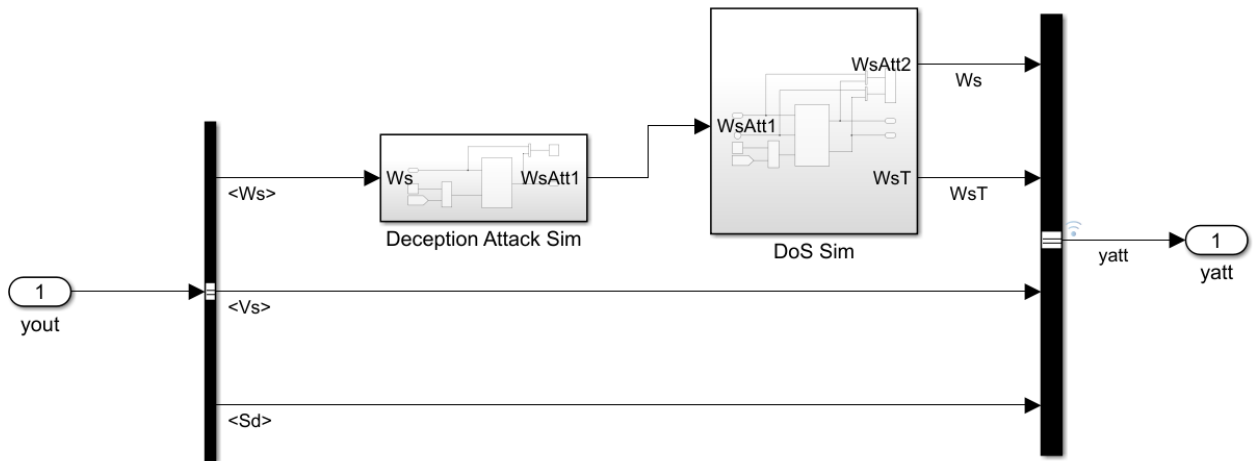 WsAtt2
Ws
WsAtt1
<Ws>
Ws
WsAtt1
WsT
WsT
Deception Attack Sim
DoS Sim
1
yout
<Vs>
yatt
1
yatt
<Sd>